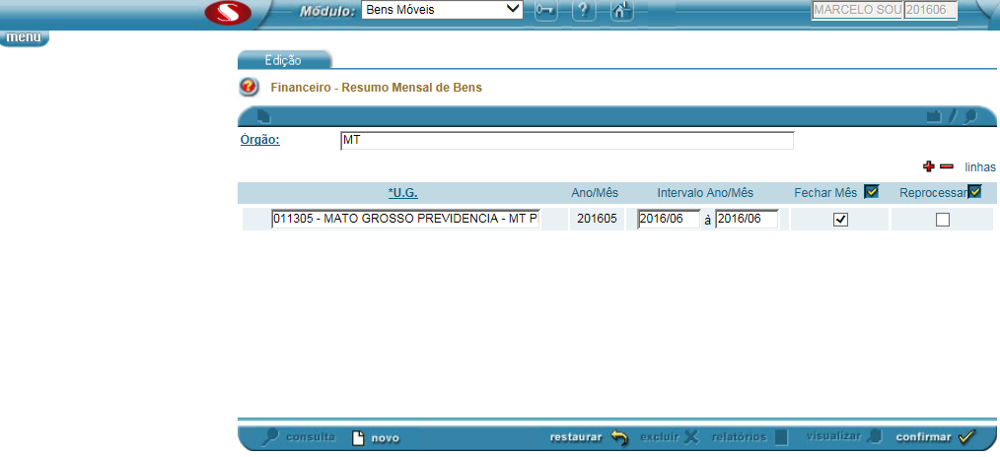 S Módulo: Bens Móveis ? MARCELO SOU 201606
menu
Edição
? Financeiro - Resumo Mensal de Bens
Órgão: MT
linhas
*U.G. Ano/Mês Intervalo Ano/Mês Fechar Mês Reprocessar
011305 - MATO GROSSO PREVIDENCIA - MT P 201605 2016/06 à 2016/06
consulta novo restaurar excluir relatórios visualizar confirmar